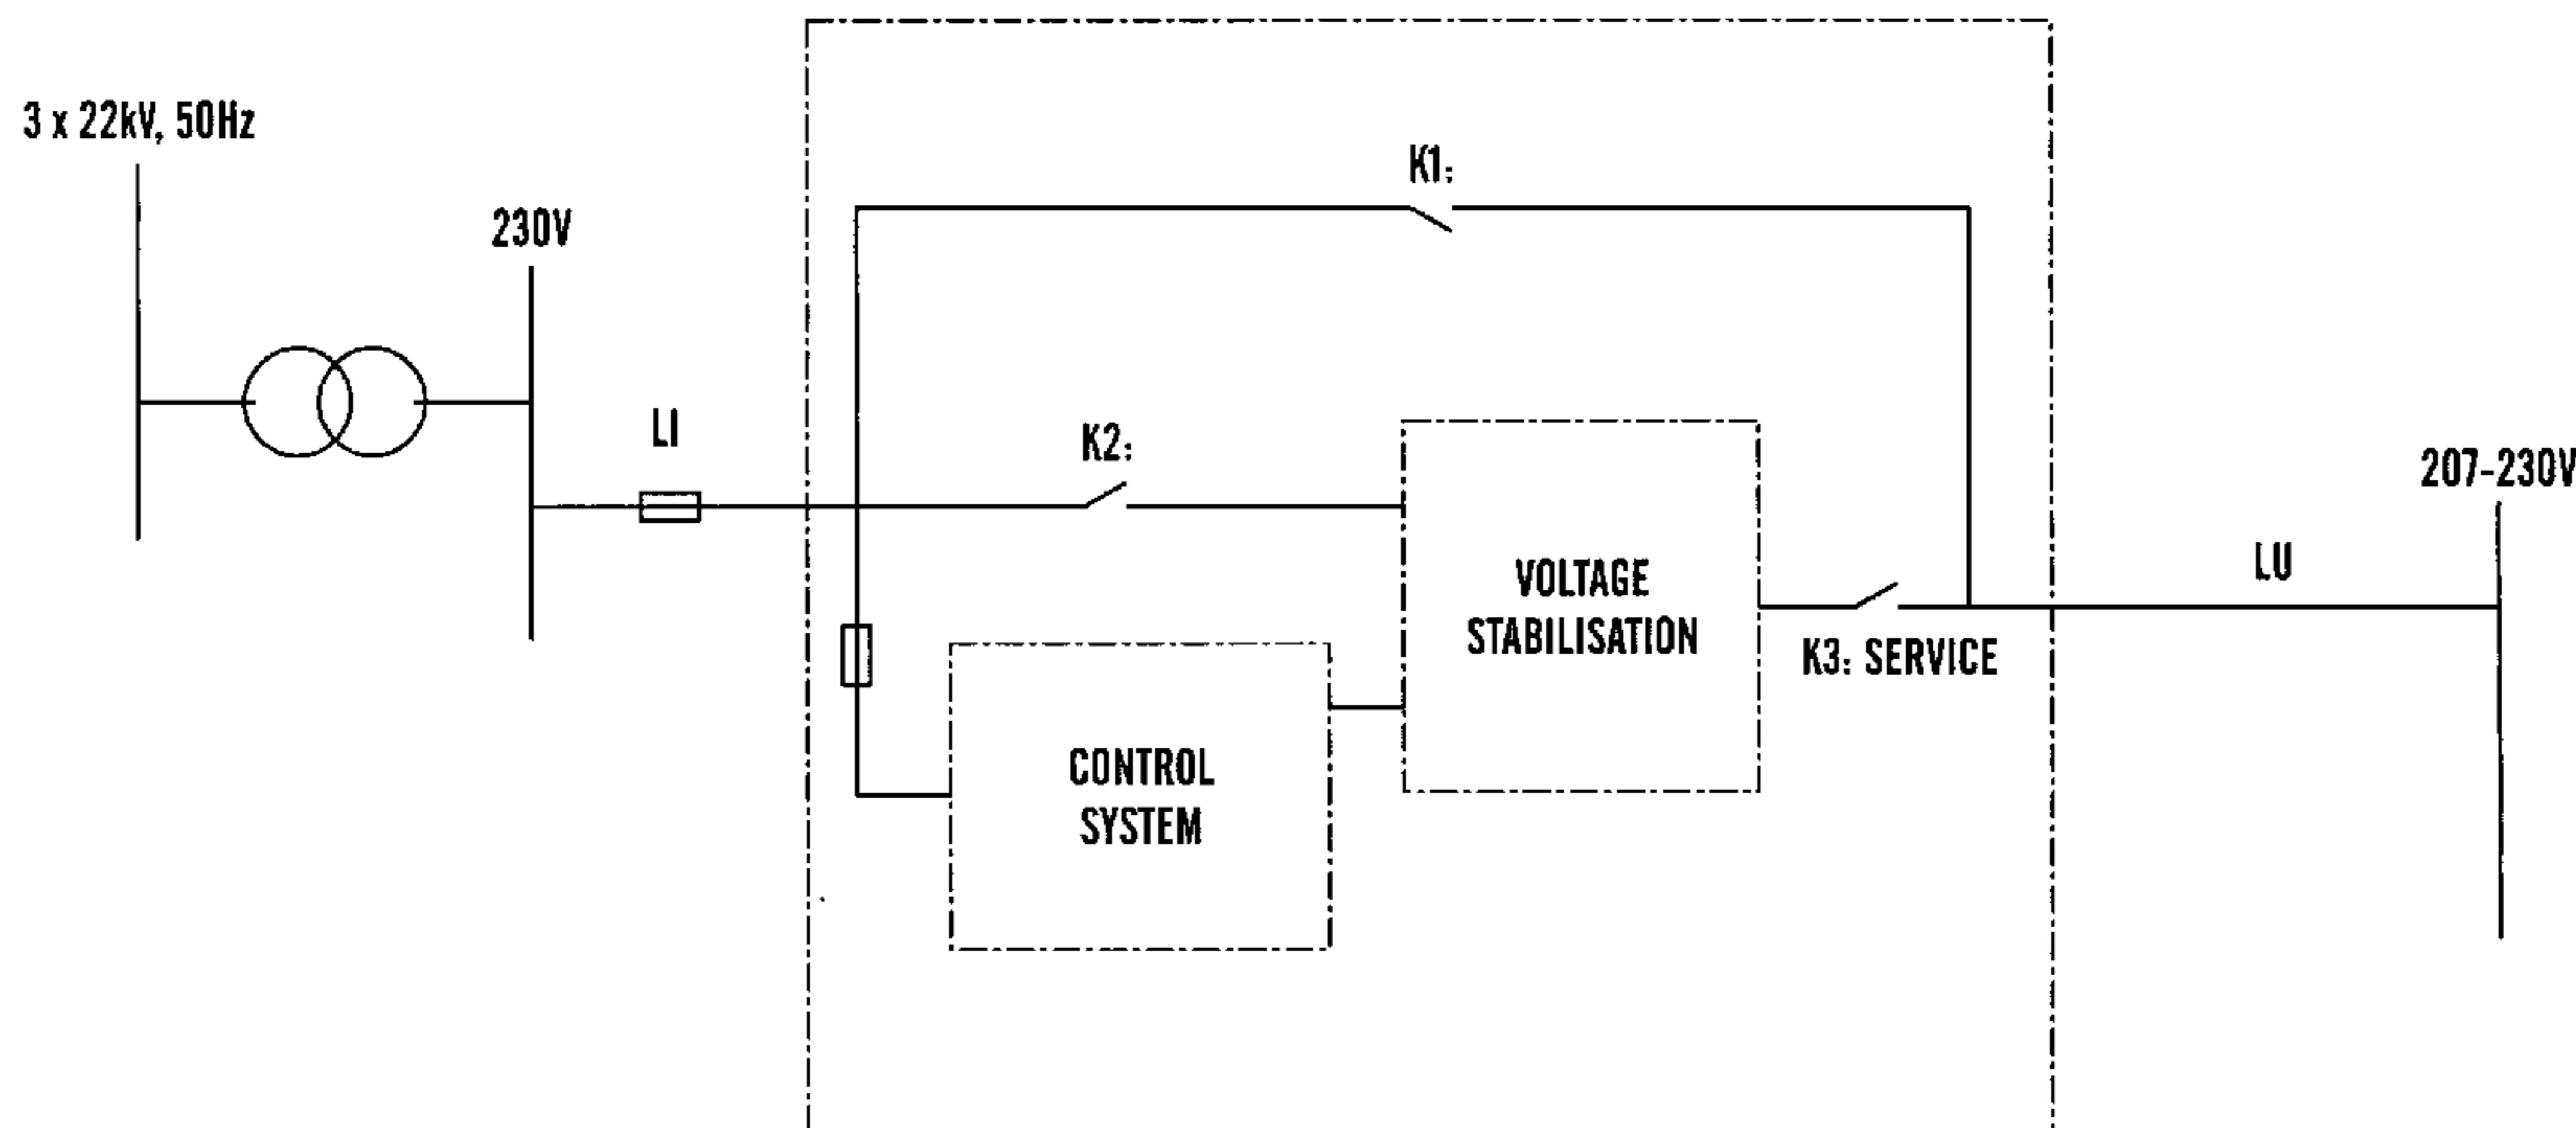 3 x 22kV, 50Hz
230V
LI
K1:
K2:
VOLTAGE
STABILISATION
CONTROL
SYSTEM
K3: SERVICE
LU
207-230V